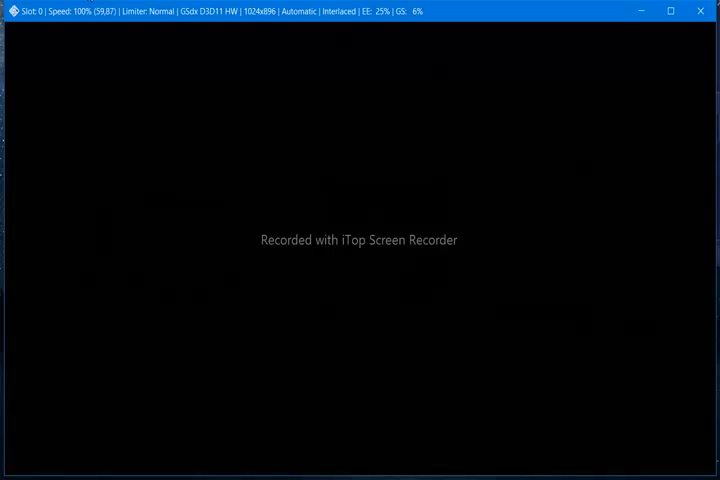 Slot: 0 | Speed: 100% (59,87) | Limiter: Normal | GSdx D3D11 HW | 1024x896 | Automatic | Interlaced | EE: 25% | GS: 6%
Recorded with iTop Screen Recorder